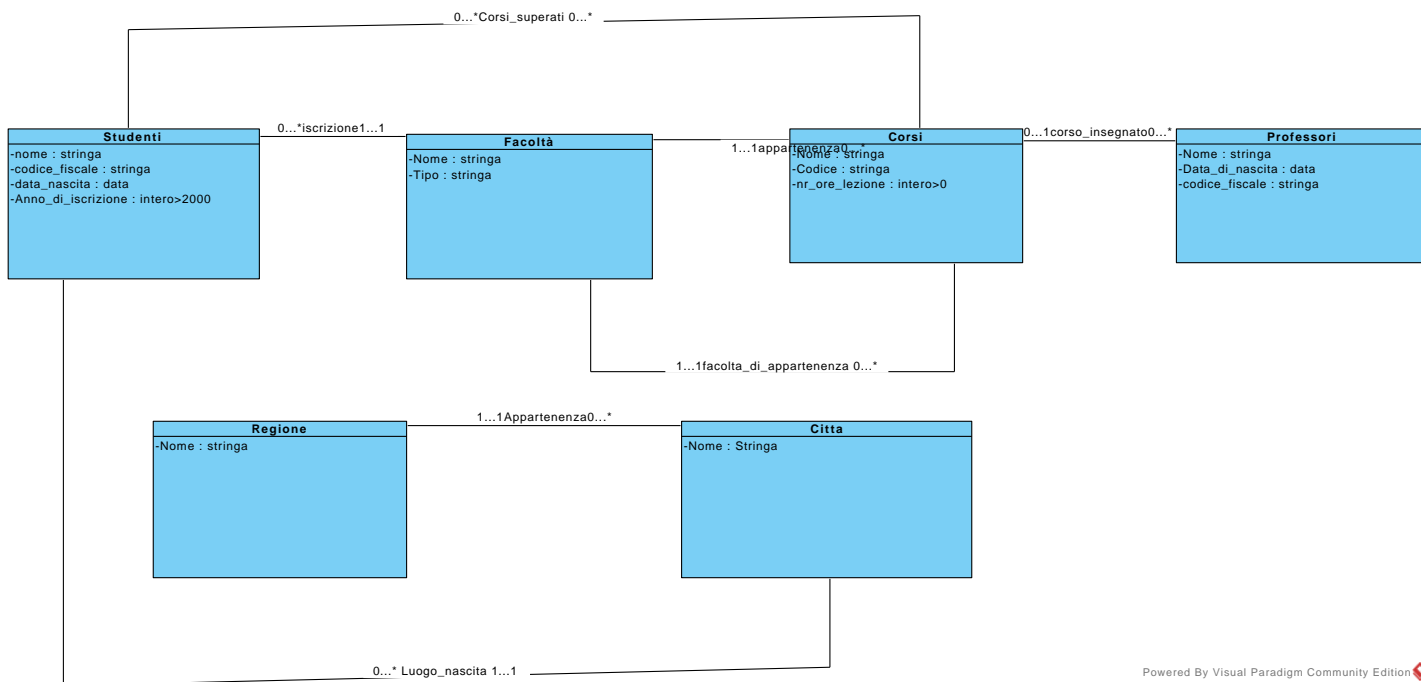 0...*Corsi_superati 0...*
Studenti
-nome : stringa
-codice_fiscale : stringa
-data_nascita : data
-Anno_di_iscrizione : intero>2000
0...*iscrizione1...1
Facoltà
-Nome : stringa
-Tipo : stringa
1...1appartenenza0...*
Corsi
-Nome : stringa
-Codice : stringa
-nr_ore_lezione : intero>0
0...1corso_insegnato0...*
Professori
-Nome : stringa
-Data_di_nascita : data
-codice_fiscale : stringa
1...1facolta_di_appartenenza 0...*
Regione
-Nome : stringa
1...1Appartenenza0...*
Citta
-Nome : Stringa
0...* Luogo_nascita 1...1
Powered By Visual Paradigm Community Edition